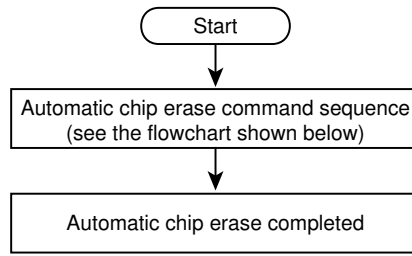 Start
Automatic chip erase command sequence
(see the flowchart shown below)
Automatic chip erase completed